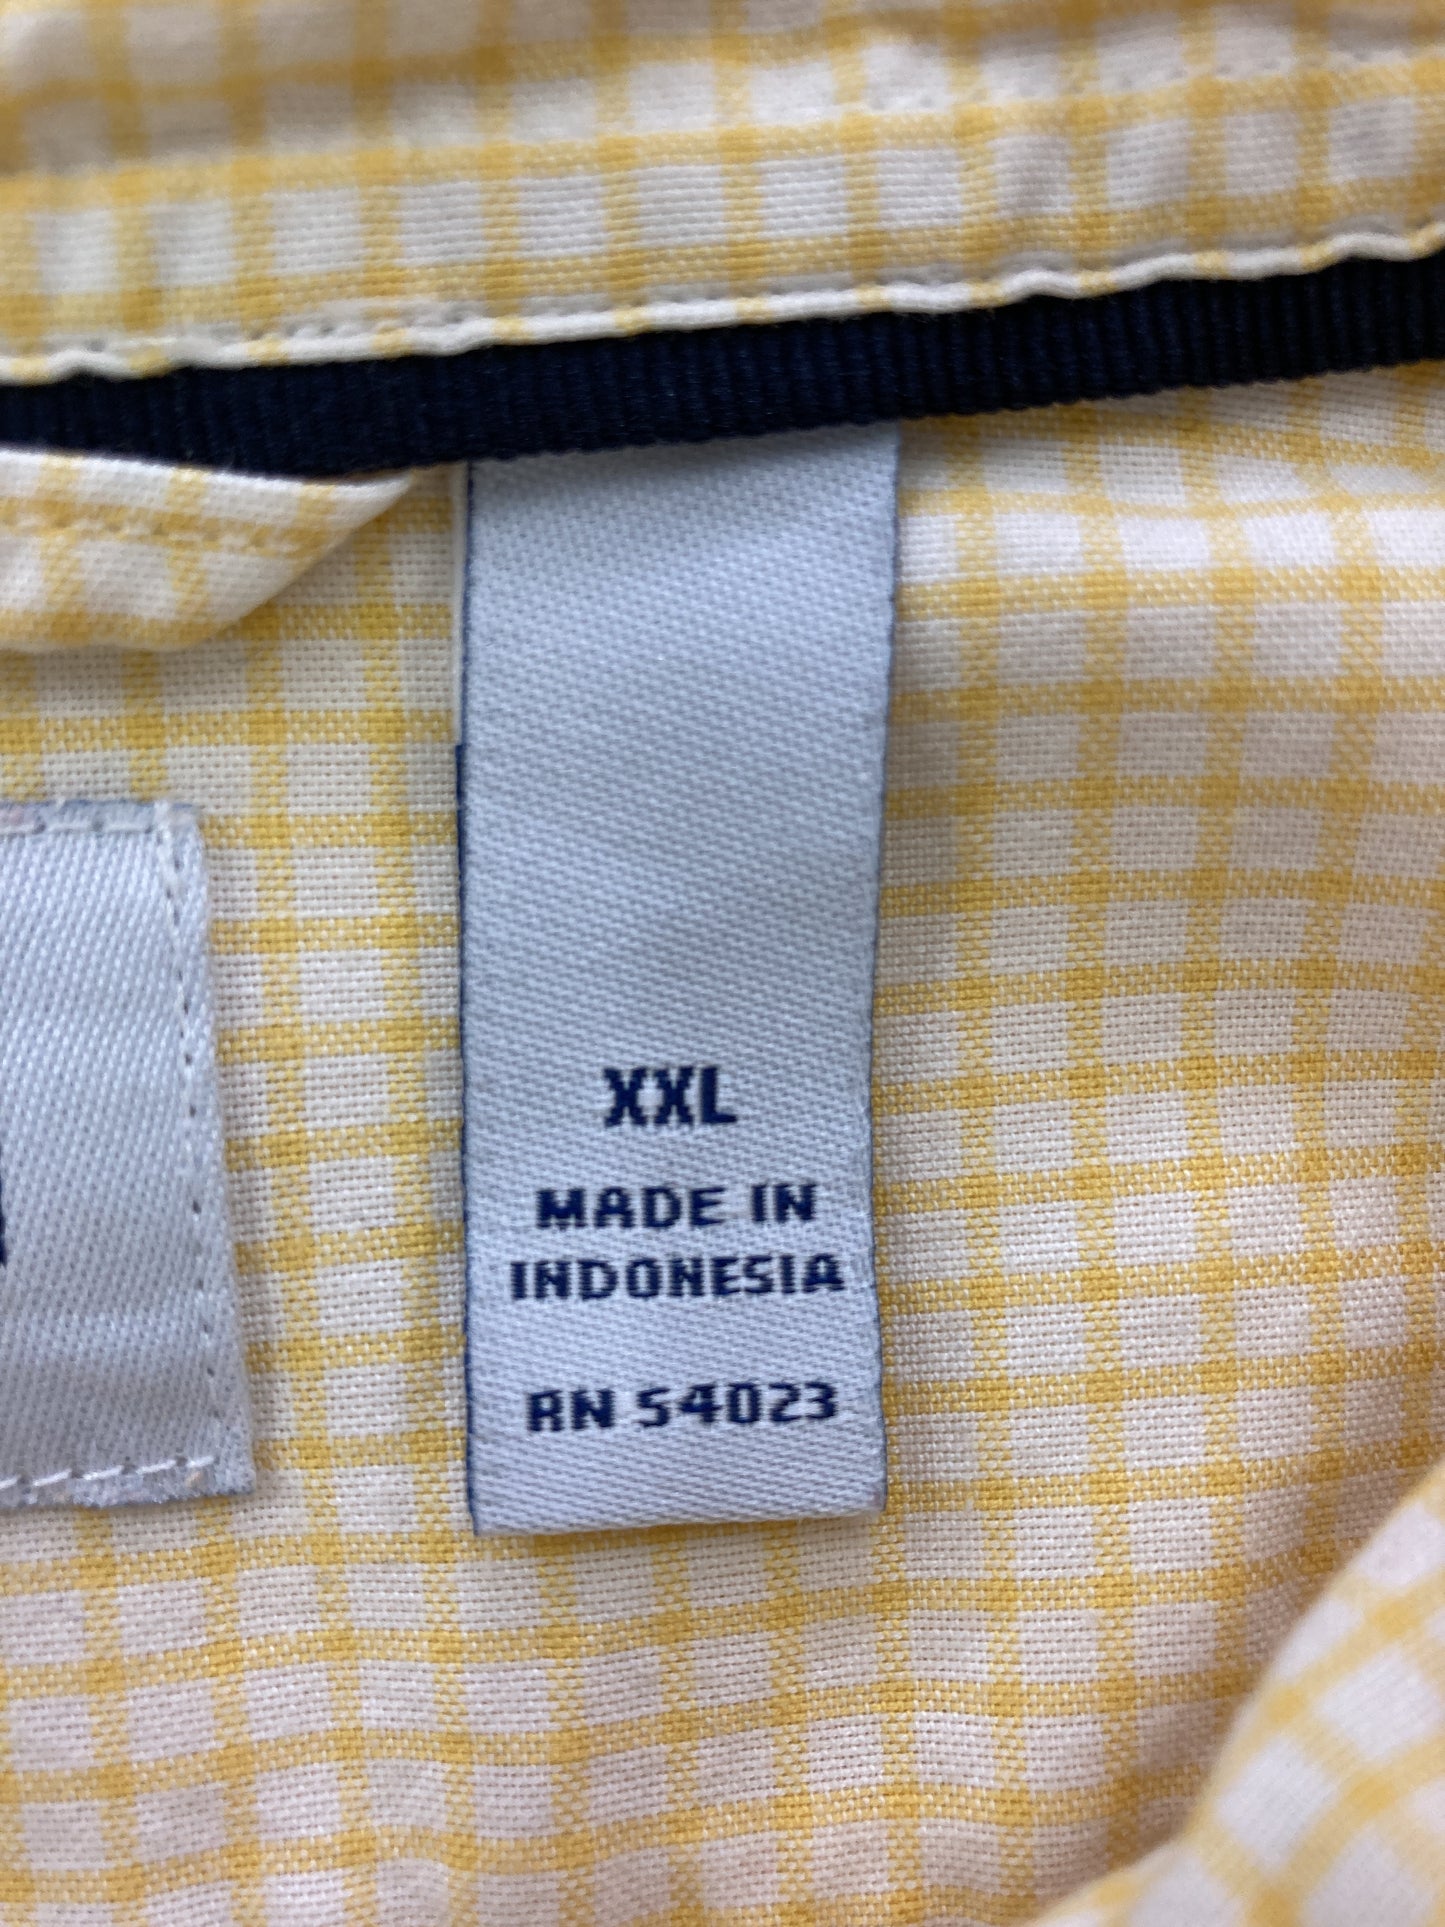 XXL
MADE IN
INDONESIA
RN 54023